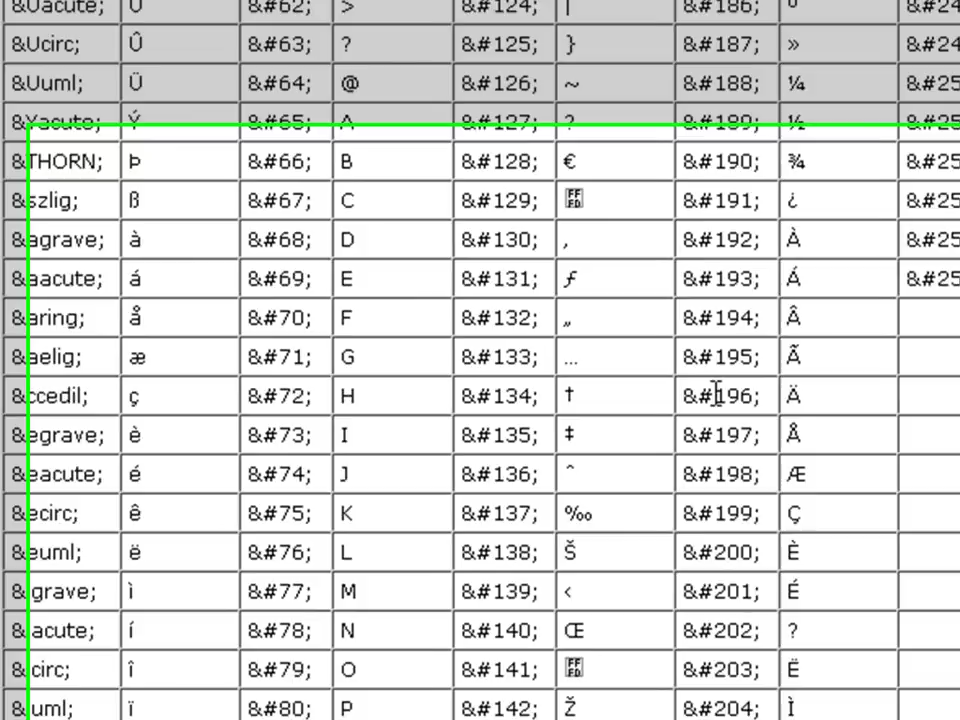 &Uacute; Ú &#62; > &#124; | &#186; º
&Ucirc; Û &#63; ? &#125; } &#187; »
&Uuml; Ü &#64; @ &#126; ~ &#188; ¼
&Yacute; Ý &#65; A &#127; ? &#189; ½
&THORN; Þ &#66; B &#128; € &#190; ¾
&szlig; ß &#67; C &#129; &#191; ¿
&agrave; à &#68; D &#130; ‚ &#192; À
&aacute; á &#69; E &#131; ƒ &#193; Á
&aring; å &#70; F &#132; „ &#194; Â
&aelig; æ &#71; G &#133; … &#195; Ã
&ccedil; ç &#72; H &#134; † &#196; Ä
&egrave; è &#73; I &#135; ‡ &#197; Å
&eacute; é &#74; J &#136; ˆ &#198; Æ
&ecirc; ê &#75; K &#137; ‰ &#199; Ç
&euml; ë &#76; L &#138; Š &#200; È
&igrave; ì &#77; M &#139; ‹ &#201; É
&iacute; í &#78; N &#140; Œ &#202; ?
&icirc; î &#79; O &#141; &#203; Ë
&iuml; ï &#80; P &#142; Ž &#204; Ì